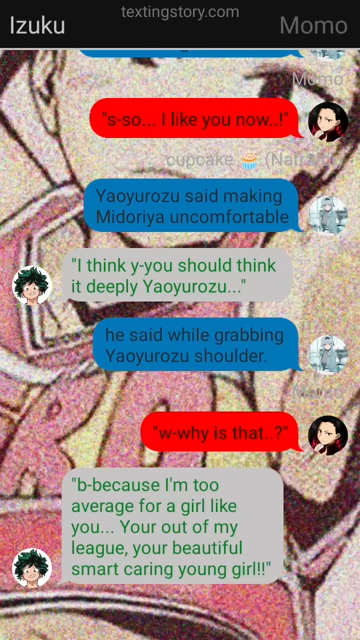 textingstory.com
Izuku
Momo
Momo
"s-so... I like you now..!"
cupcake 🧁 (Narrator)
Yaoyurozu said making
Midoriya uncomfortable
"I think y-you should think
it deeply Yaoyurozu..."
he said while grabbing
Yaoyurozu shoulder.
"w-why is that..?"
"b-because I'm too
average for a girl like
you... Your out of my
league, your beautiful
smart caring young girl!!"